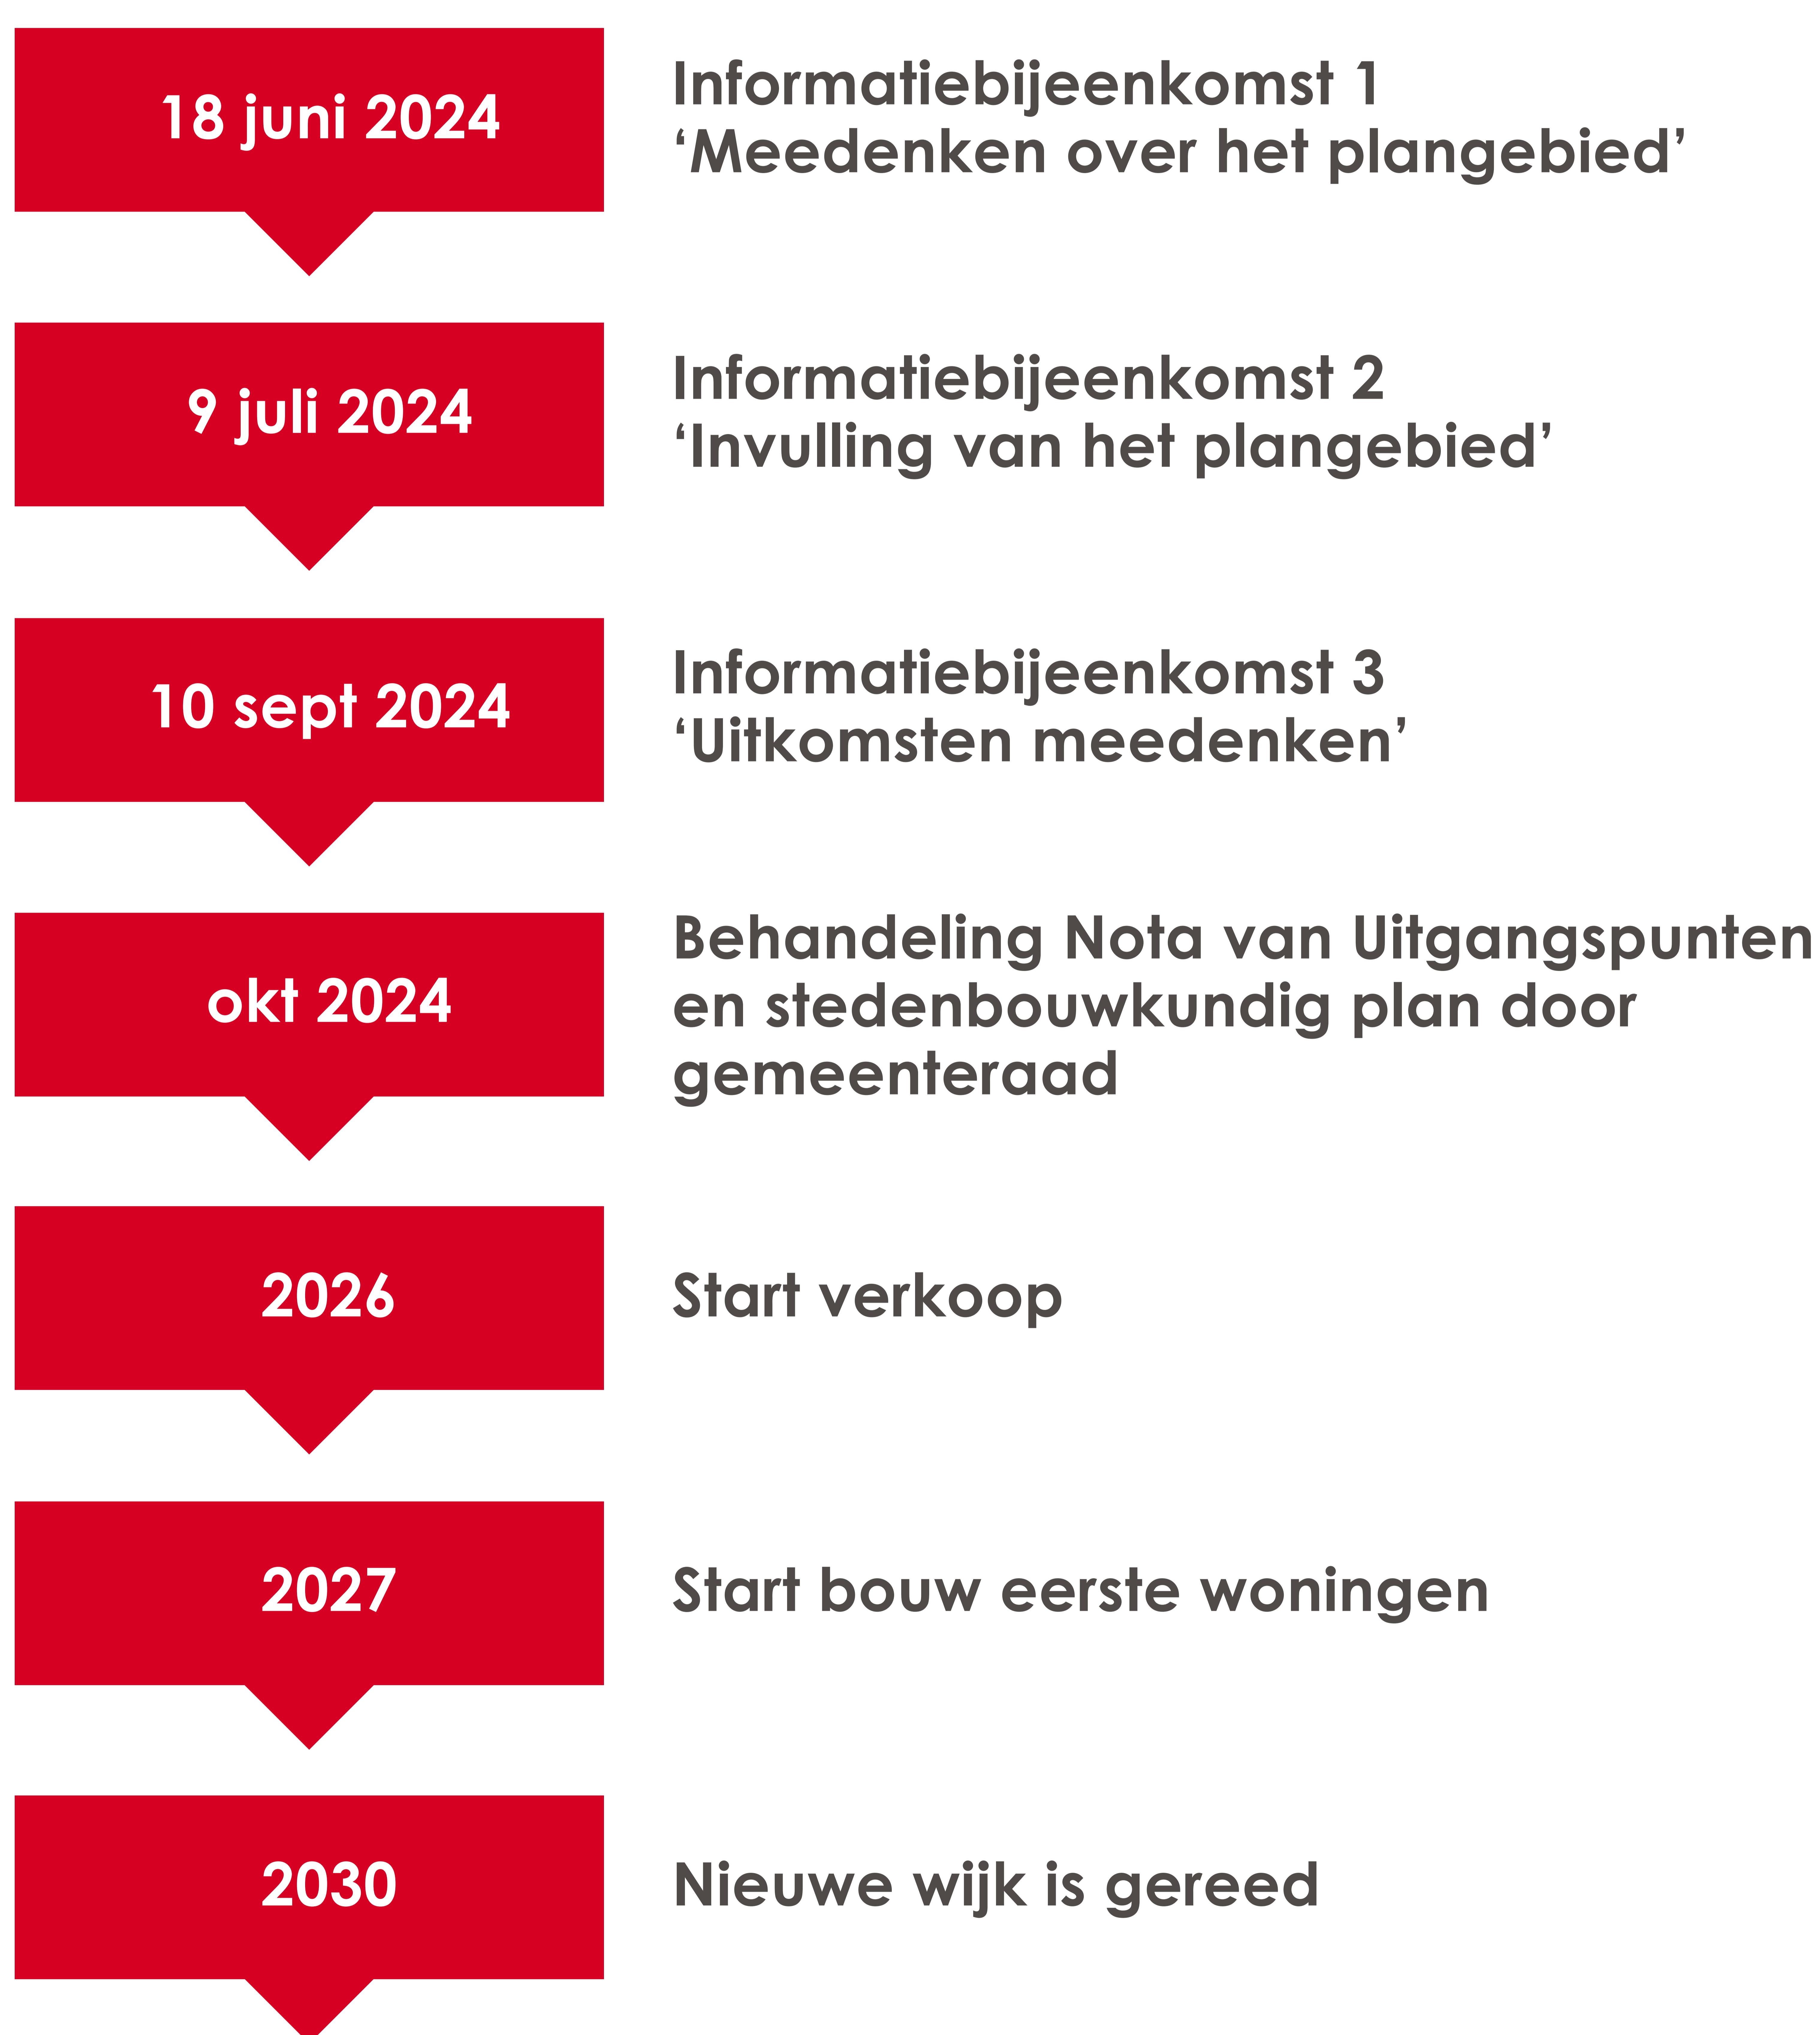 18 juni 2024
Informatiebijeenkomst 1
‘Meedenken over het plangebied’
9 juli 2024
Informatiebijeenkomst 2
‘Invulling van het plangebied’
10 sept 2024
Informatiebijeenkomst 3
‘Uitkomsten meedenken’
okt 2024
Behandeling Nota van Uitgangspunten
en stedenbouwkundig plan door
gemeenteraad
2026
Start verkoop
2027
Start bouw eerste woningen
2030
Nieuwe wijk is gereed